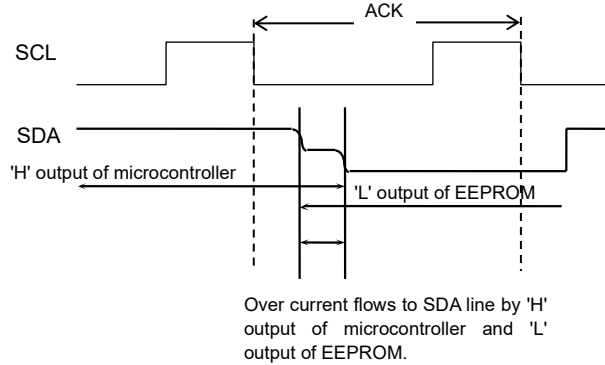 ACK
SCL
SDA
'H' output of microcontroller
'L' output of EEPROM
Over current flows to SDA line by 'H'
output of microcontroller and 'L'
output of EEPROM.